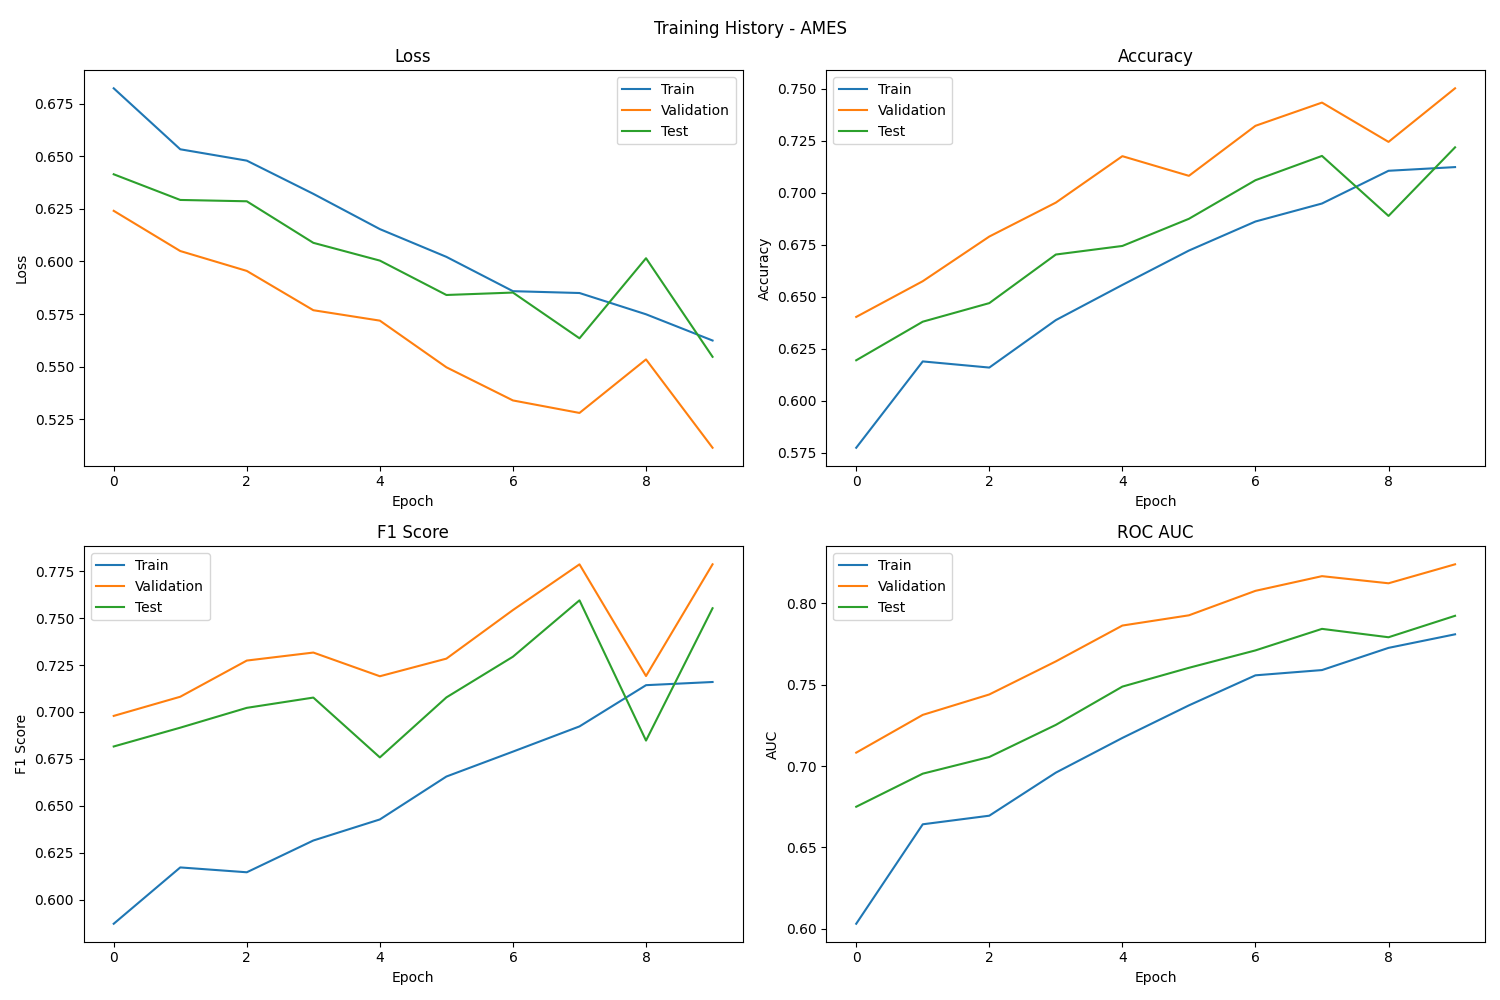 Training History - AMES
Loss
Train
Validation
Test
0.675
0.650
0.625
0.600
0.575
0.550
0.525
Loss
0 2 4 6 8
Epoch
Accuracy
Train
Validation
Test
0.750
0.725
0.700
0.675
0.650
0.625
0.600
0.575
Accuracy
0 2 4 6 8
Epoch
F1 Score
Train
Validation
Test
0.775
0.750
0.725
0.700
0.675
0.650
0.625
0.600
F1 Score
0 2 4 6 8
Epoch
ROC AUC
Train
Validation
Test
0.80
0.75
0.70
0.65
0.60
AUC
0 2 4 6 8
Epoch